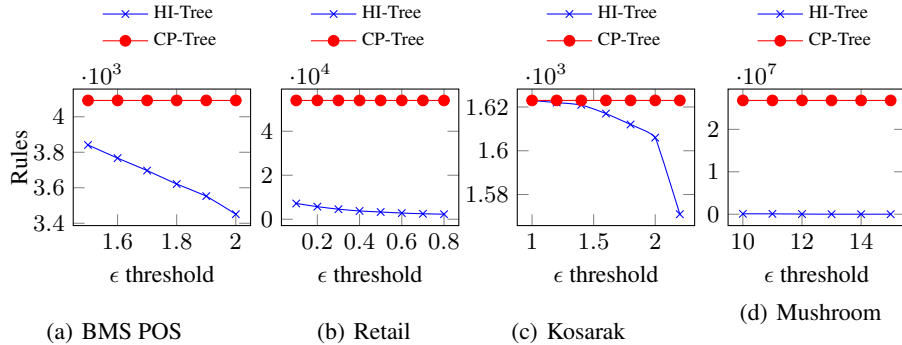 HI-Tree HI-Tree HI-Tree HI-Tree
CP-Tree CP-Tree CP-Tree CP-Tree
·10³ ·10⁴ ·10³ ·10⁷
Rules
4
3.8
3.6
3.4
1.6 1.8 2
ϵ threshold
(a) BMS POS
4
2
0
0.2 0.4 0.6 0.8
ϵ threshold
(b) Retail
1.62
1.6
1.58
1 1.5 2
ϵ threshold
(c) Kosarak
2
1
0
10 12 14
ϵ threshold
(d) Mushroom